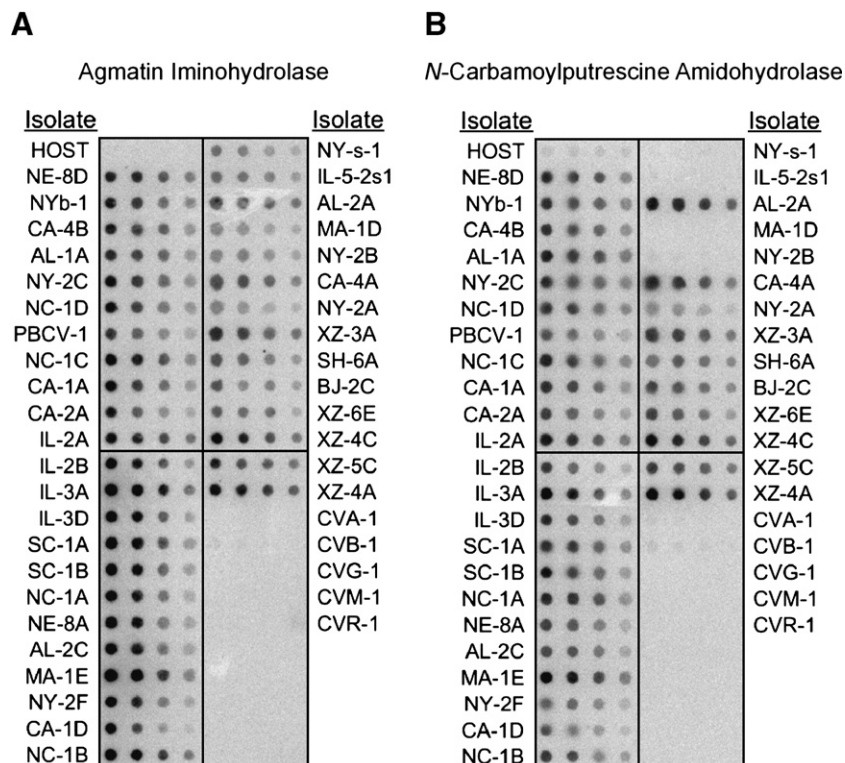 A
Agmatin Iminohydrolase
Isolate
Isolate
HOST
NY-s-1
NE-8D
IL-5-2s1
NYb-1
AL-2A
CA-4B
MA-1D
AL-1A
NY-2B
NY-2C
CA-4A
NC-1D
NY-2A
PBCV-1
XZ-3A
NC-1C
SH-6A
CA-1A
BJ-2C
CA-2A
XZ-6E
IL-2A
XZ-4C
IL-2B
XZ-5C
IL-3A
XZ-4A
IL-3D
CVA-1
SC-1A
CVB-1
SC-1B
CVG-1
NC-1A
CVM-1
NE-8A
CVR-1
AL-2C
MA-1E
NY-2F
CA-1D
NC-1B
B
N-Carbamoylputrescine Amidohydrolase
Isolate
Isolate
HOST
NY-s-1
NE-8D
IL-5-2s1
NYb-1
AL-2A
CA-4B
MA-1D
AL-1A
NY-2B
NY-2C
CA-4A
NC-1D
NY-2A
PBCV-1
XZ-3A
NC-1C
SH-6A
CA-1A
BJ-2C
CA-2A
XZ-6E
IL-2A
XZ-4C
IL-2B
XZ-5C
IL-3A
XZ-4A
IL-3D
CVA-1
SC-1A
CVB-1
SC-1B
CVG-1
NC-1A
CVM-1
NE-8A
CVR-1
AL-2C
MA-1E
NY-2F
CA-1D
NC-1B